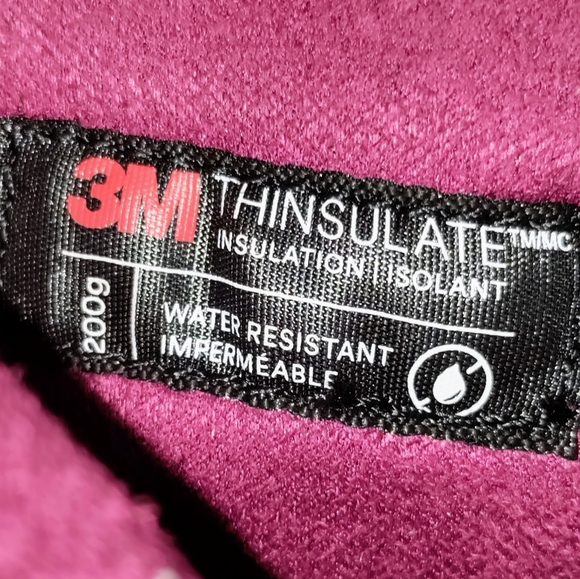 3M THINSULATE™/MC
INSULATION | ISOLANT
200g
WATER RESISTANT
IMPERMÉABLE